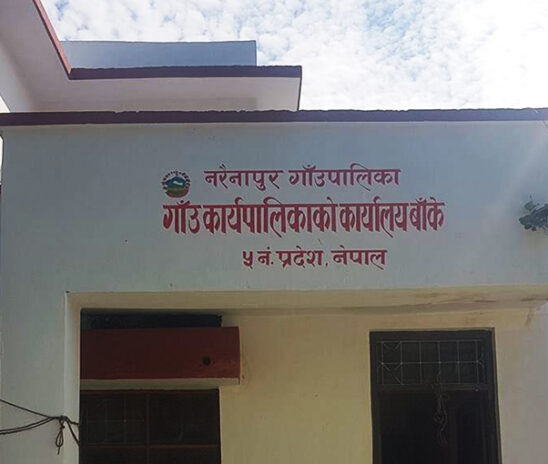 नरैनापुर गाँउपालिका
गाँउ कार्यपालिकाको कार्यालय बाँके
५ नं. प्रदेश, नेपाल